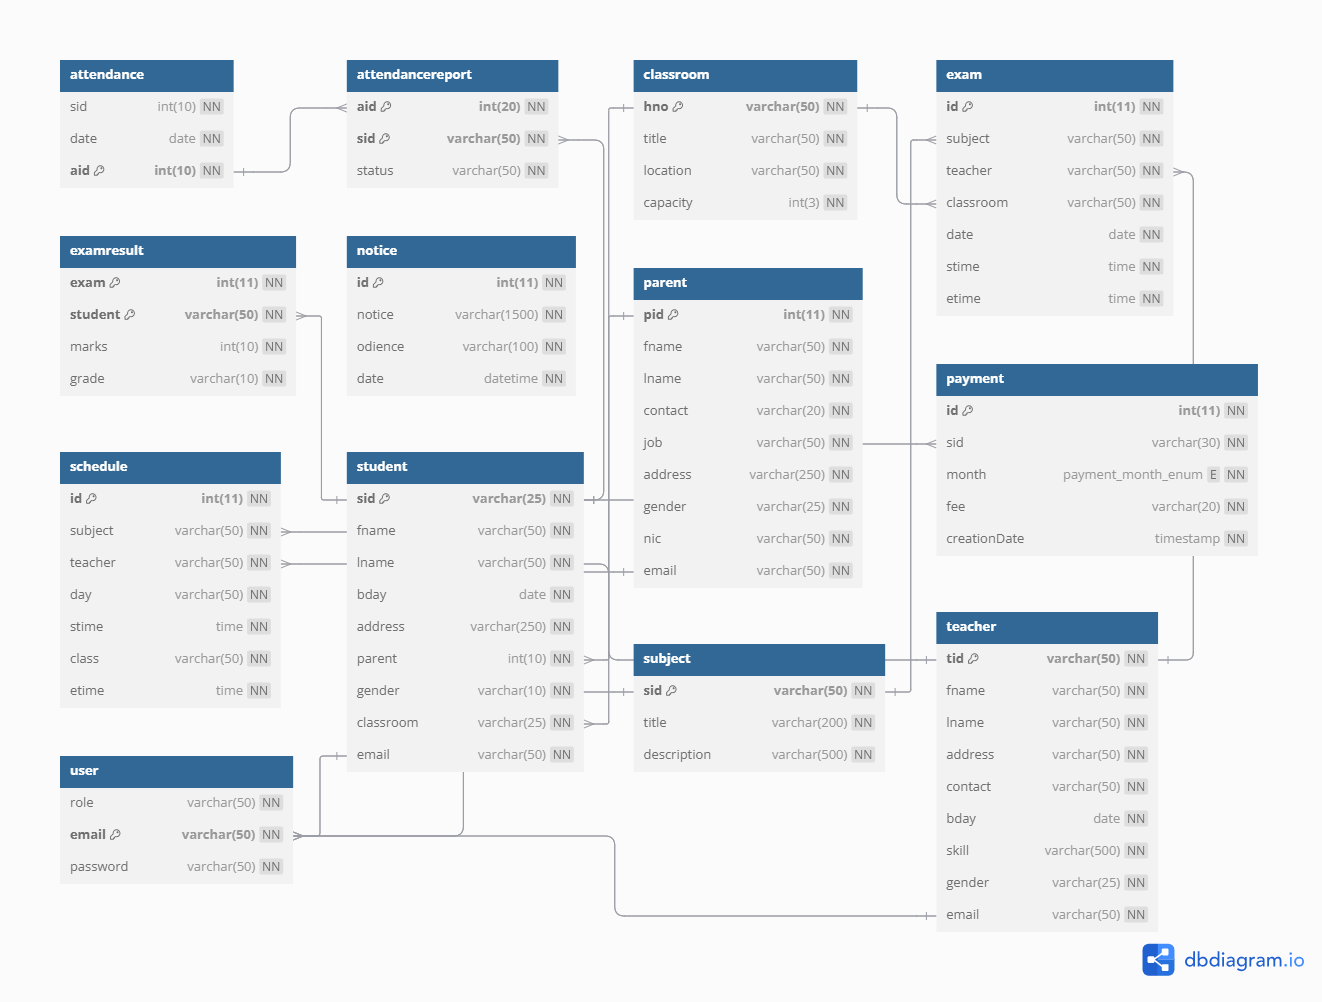 attendance
sid int(10) NN
date date NN
aid int(10) NN
attendancereport
aid int(20) NN
sid varchar(50) NN
status varchar(50) NN
classroom
hno varchar(50) NN
title varchar(50) NN
location varchar(50) NN
capacity int(3) NN
exam
id int(11) NN
subject varchar(50) NN
teacher varchar(50) NN
classroom varchar(50) NN
date date NN
stime time NN
etime time NN
examresult
exam int(11) NN
student varchar(50) NN
marks int(10) NN
grade varchar(10) NN
notice
id int(11) NN
notice varchar(1500) NN
odience varchar(100) NN
date datetime NN
parent
pid int(11) NN
fname varchar(50) NN
lname varchar(50) NN
contact varchar(20) NN
job varchar(50) NN
address varchar(250) NN
gender varchar(25) NN
nic varchar(50) NN
email varchar(50) NN
payment
id int(11) NN
sid varchar(30) NN
month payment_month_enum E NN
fee varchar(20) NN
creationDate timestamp NN
schedule
id int(11) NN
subject varchar(50) NN
teacher varchar(50) NN
day varchar(50) NN
stime time NN
class varchar(50) NN
etime time NN
student
sid varchar(25) NN
fname varchar(50) NN
lname varchar(50) NN
bday date NN
address varchar(250) NN
parent int(10) NN
gender varchar(10) NN
classroom varchar(25) NN
email varchar(50) NN
subject
sid varchar(50) NN
title varchar(200) NN
description varchar(500) NN
teacher
tid varchar(50) NN
fname varchar(50) NN
lname varchar(50) NN
address varchar(50) NN
contact varchar(50) NN
bday date NN
skill varchar(500) NN
gender varchar(25) NN
email varchar(50) NN
user
role varchar(50) NN
email varchar(50) NN
password varchar(50) NN
dbdiagram.io